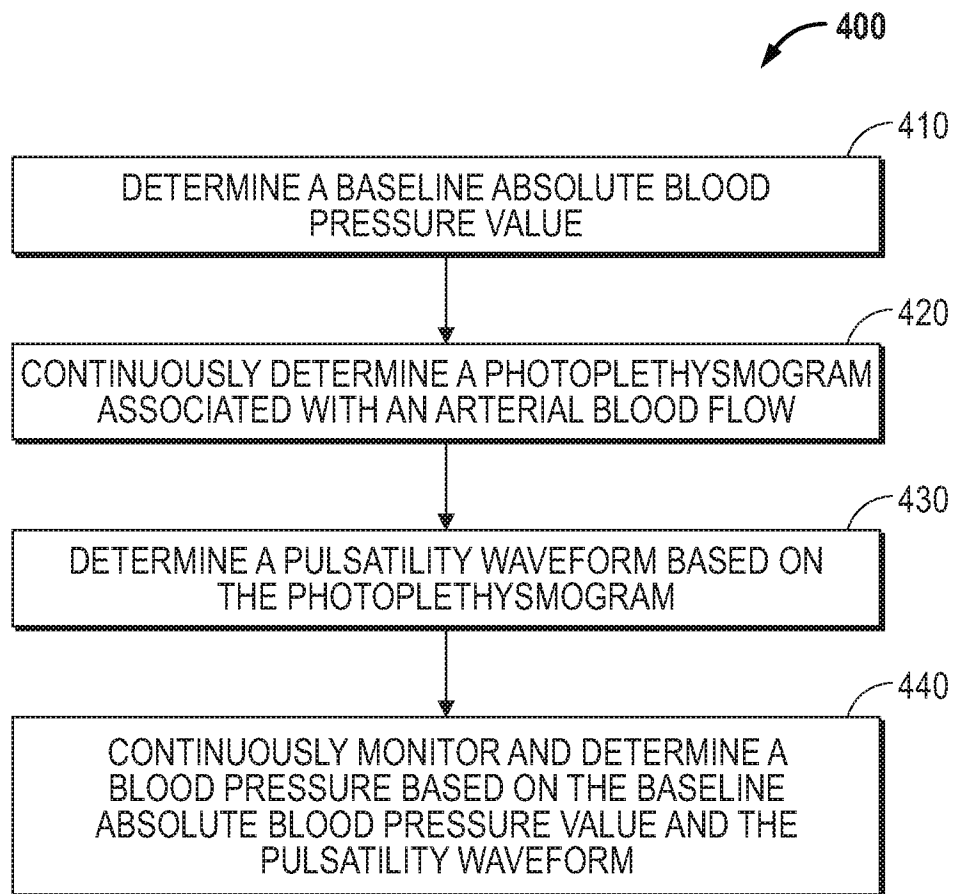 400
410
DETERMINE A BASELINE ABSOLUTE BLOOD
PRESSURE VALUE
420
CONTINUOUSLY DETERMINE A PHOTOPLETHYSMOGRAM
ASSOCIATED WITH AN ARTERIAL BLOOD FLOW
430
DETERMINE A PULSATILITY WAVEFORM BASED ON
THE PHOTOPLETHYSMOGRAM
440
CONTINUOUSLY MONITOR AND DETERMINE A
BLOOD PRESSURE BASED ON THE BASELINE
ABSOLUTE BLOOD PRESSURE VALUE AND THE
PULSATILITY WAVEFORM